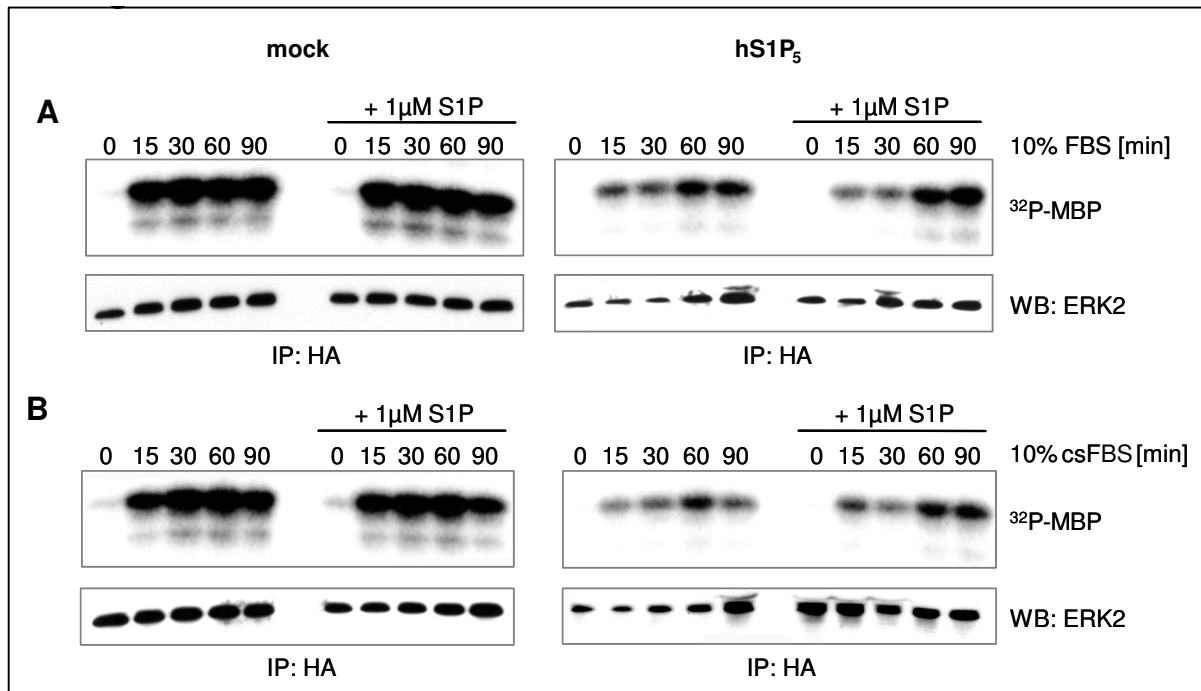 mock hS1P5
A
+ 1µM S1P + 1µM S1P
0 15 30 60 90 0 15 30 60 90 0 15 30 60 90 0 15 30 60 90 10% FBS [min]
32P-MBP
WB: ERK2
IP: HA IP: HA
B
+ 1µM S1P + 1µM S1P
0 15 30 60 90 0 15 30 60 90 0 15 30 60 90 0 15 30 60 90 10% csFBS [min]
32P-MBP
WB: ERK2
IP: HA IP: HA